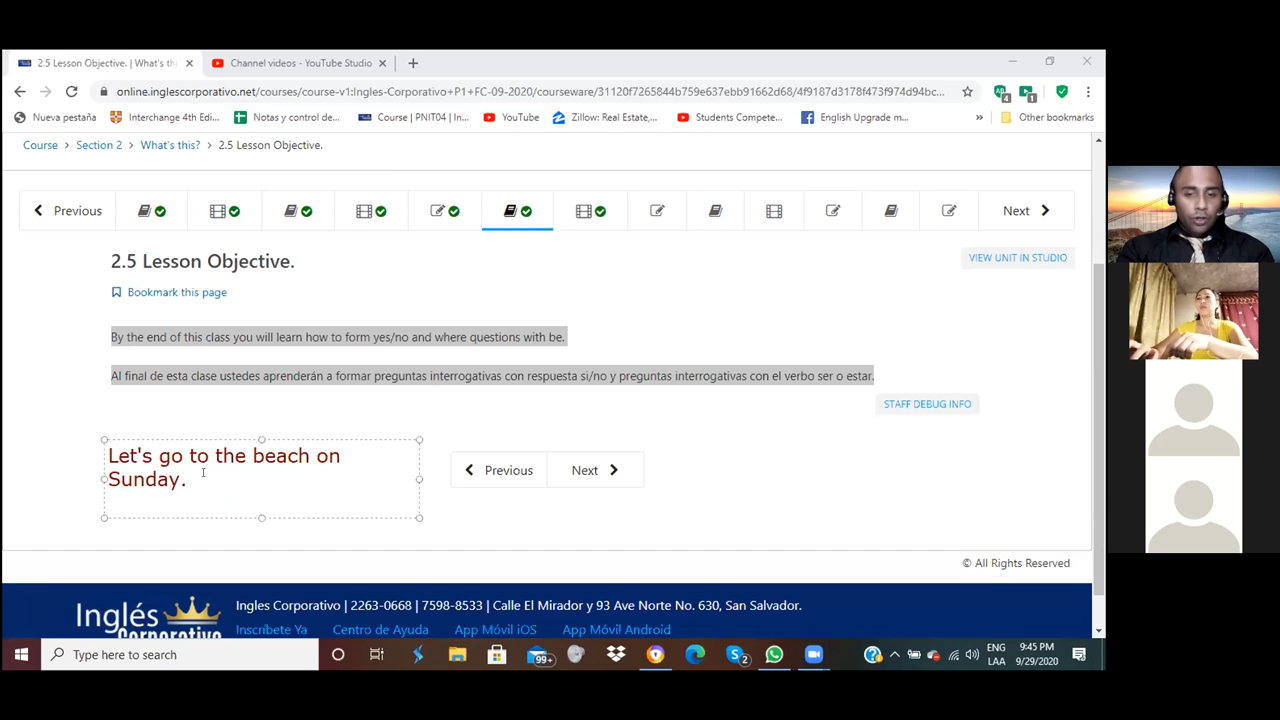 2.5 Lesson Objective. | What's th
Channel videos - YouTube Studio
online.inglescorporativo.net/courses/course-v1:Ingles-Corporativo+P1+FC-09-2020/courseware/31120f7265844b759e637ebb91662d68/4f9187d3178f473f974d94bc...
Nueva pestaña
Interchange 4th Edi...
Notas y control de...
Course | PNIT04 | In...
YouTube
Zillow: Real Estate,...
Students Compete...
English Upgrade m...
» Other bookmarks
Course > Section 2 > What's this? > 2.5 Lesson Objective.
Previous
Next
2.5 Lesson Objective.
VIEW UNIT IN STUDIO
Bookmark this page
By the end of this class you will learn how to form yes/no and where questions with be.
Al final de esta clase ustedes aprenderán a formar preguntas interrogativas con respuesta si/no y preguntas interrogativas con el verbo ser o estar.
STAFF DEBUG INFO
Let's go to the beach on
Sunday.
Previous
Next
© All Rights Reserved
Inglés
Corporativo
Ingles Corporativo | 2263-0668 | 7598-8533 | Calle El Mirador y 93 Ave Norte No. 630, San Salvador.
Inscríbete Ya
Centro de Ayuda
App Móvil iOS
App Móvil Android
Type here to search
99+
2
ENG
LAA
9:45 PM
9/29/2020